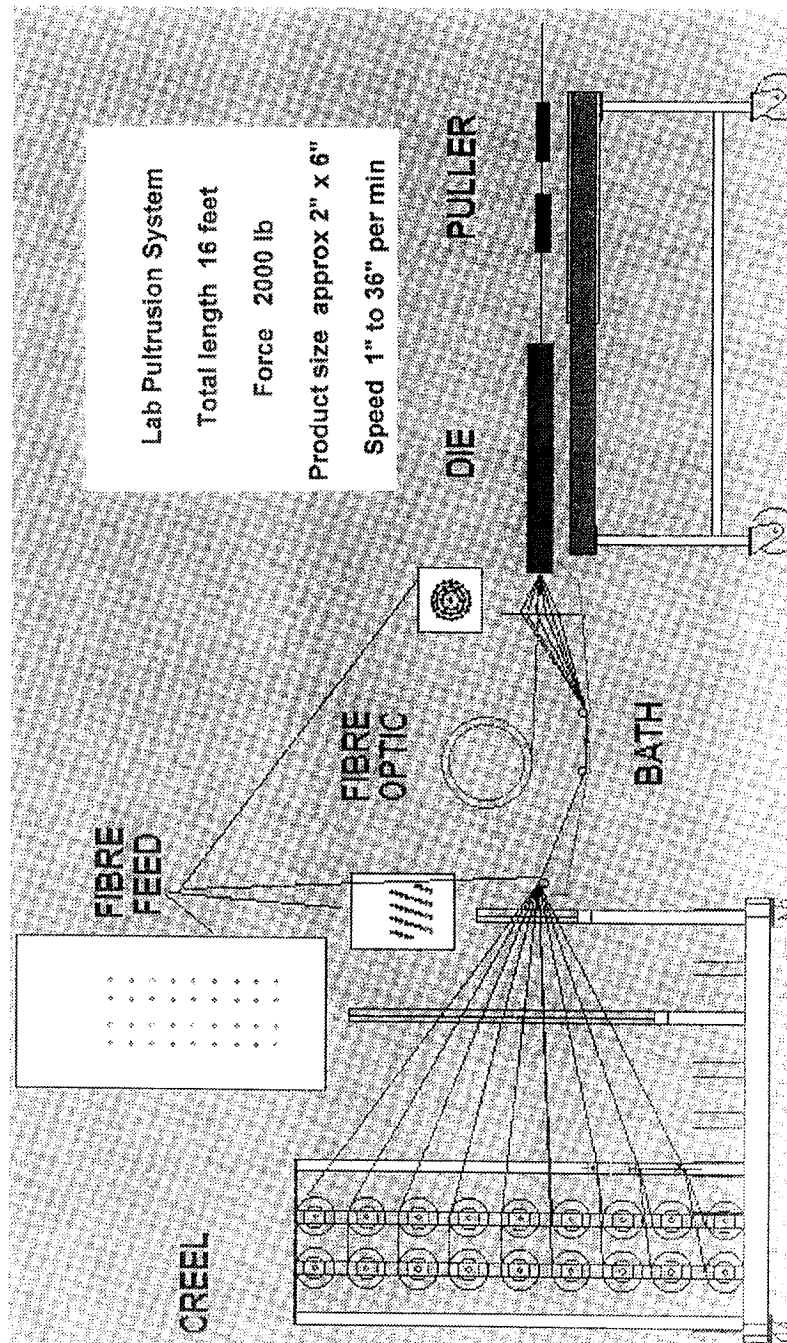 Lab Pultrusion System
Total length 16 feet
Force 2000 lb
Product size approx 2" x 6"
Speed 1" to 36" per min
CREEL
FIBRE
FEED
FIBRE
OPTIC
BATH
DIE
PULLER